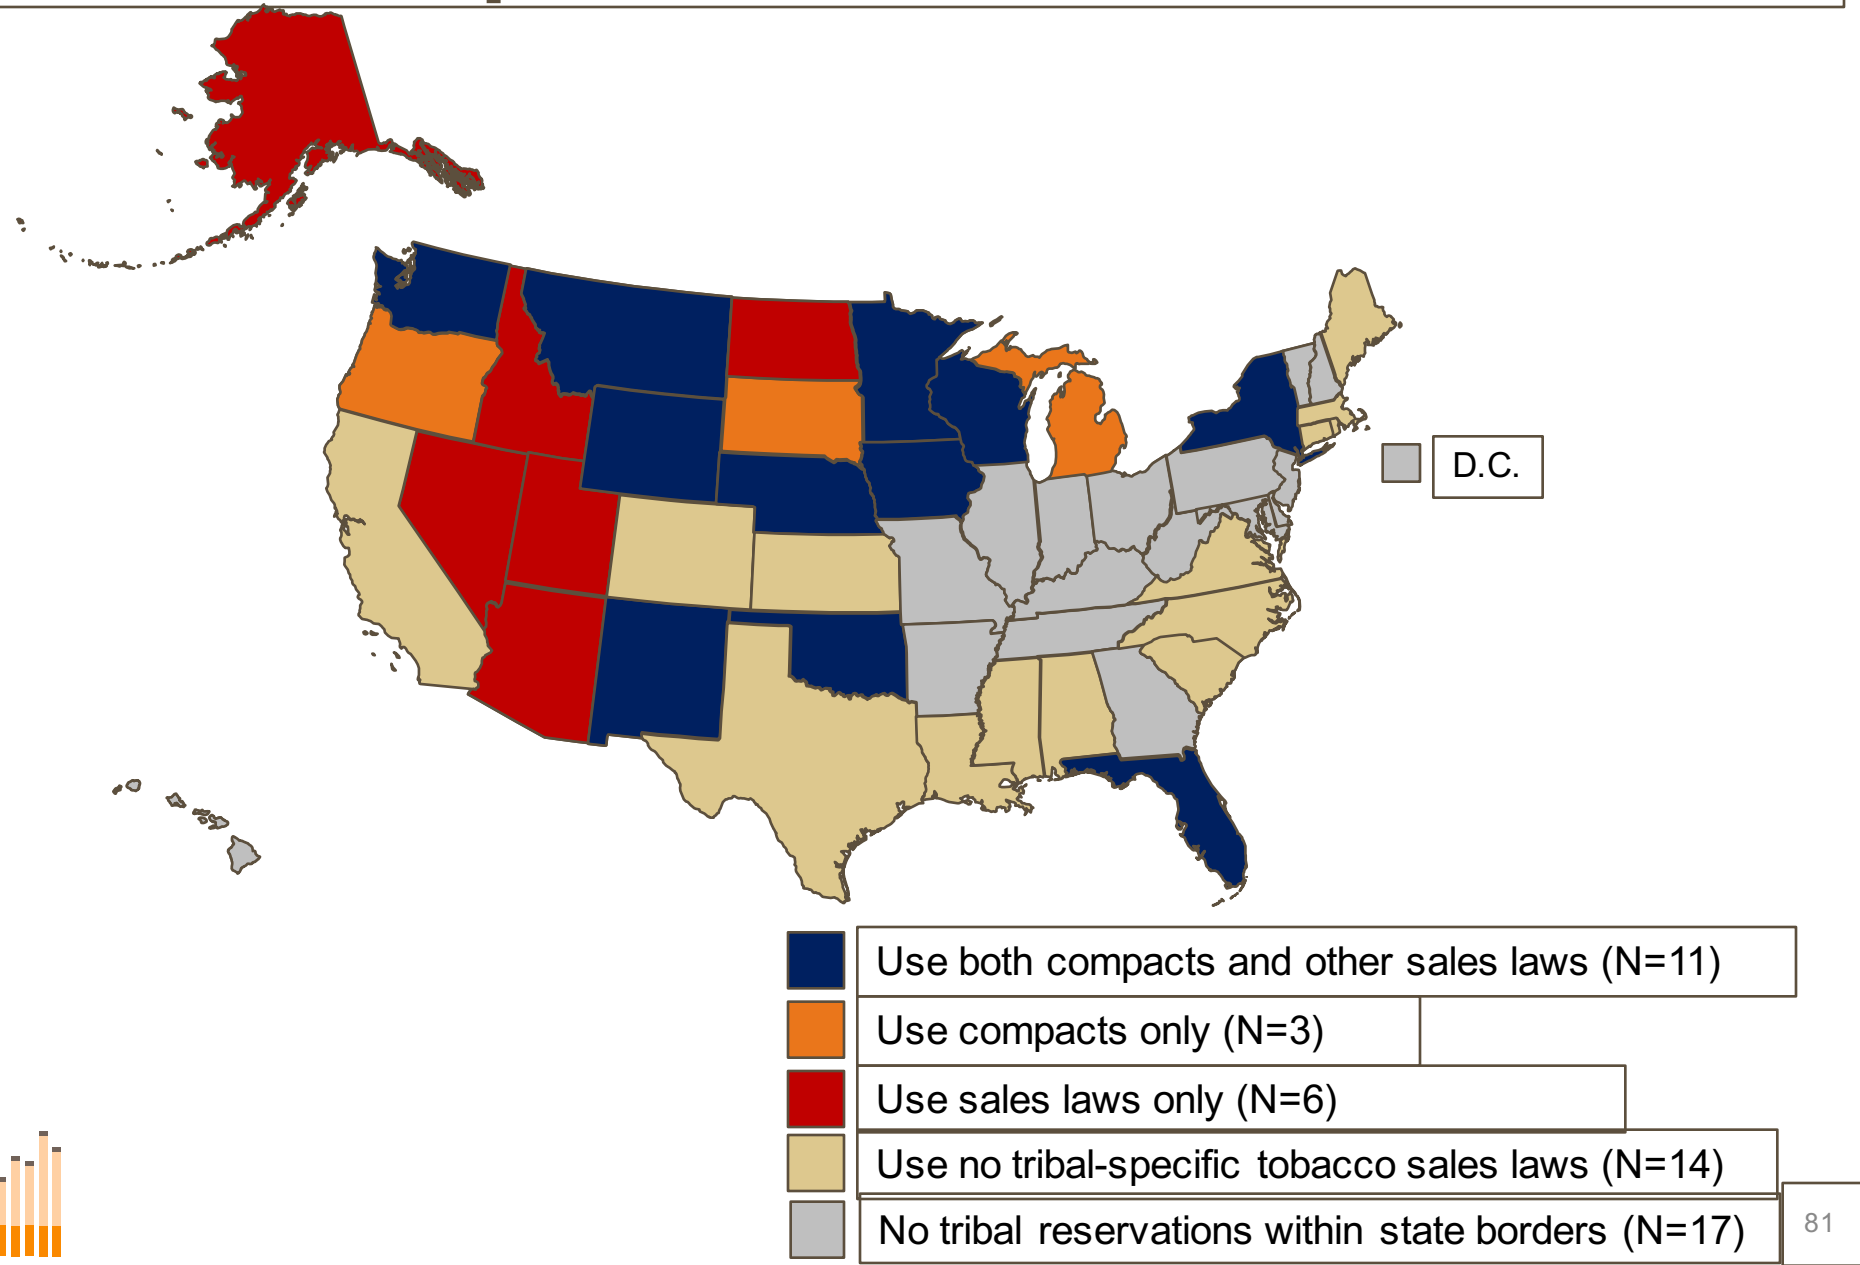 D.C.
Use both compacts and other sales laws (N=11)
Use compacts only (N=3)
Use sales laws only (N=6)
Use no tribal-specific tobacco sales laws (N=14)
No tribal reservations within state borders (N=17)
81